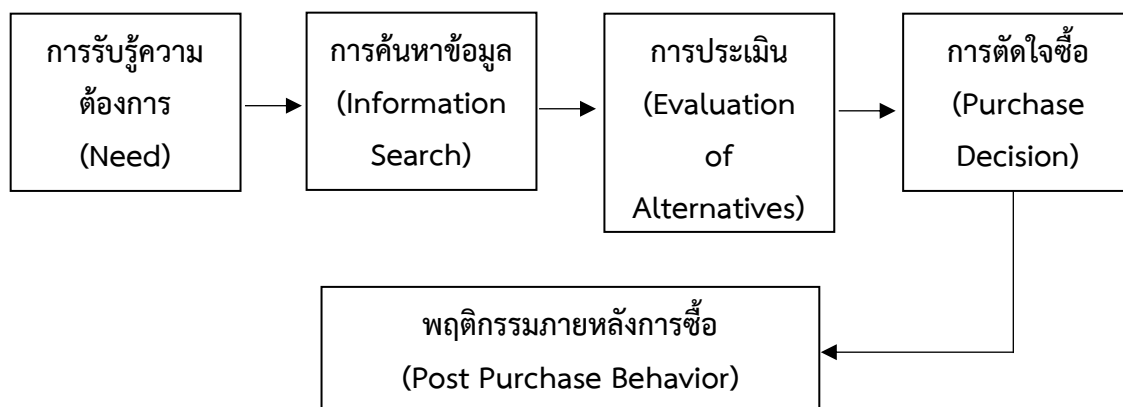 การรับรู้ความ
ต้องการ
(Need)
การค้นหาข้อมูล
(Information
Search)
การประเมิน
(Evaluation
of
Alternatives)
การตัดใจซื้อ
(Purchase
Decision)
พฤติกรรมภายหลังการซื้อ
(Post Purchase Behavior)